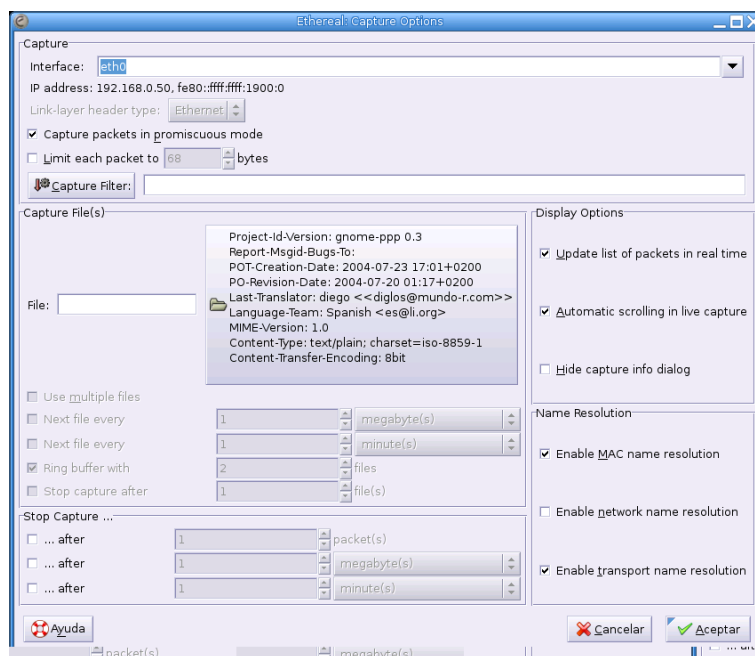 Ethereal: Capture Options
Capture
Interface: eth0
IP address: 192.168.0.50, fe80::ffff:ffff:1900:0
Link-layer header type: Ethernet
Capture packets in promiscuous mode
Limit each packet to 68 bytes
Capture Filter:
Capture File(s)
File:
Project-Id-Version: gnome-ppp 0.3
Report-Msgid-Bugs-To:
POT-Creation-Date: 2004-07-23 17:01+0200
PO-Revision-Date: 2004-07-20 01:17+0200
Last-Translator: diego <<diglos@mundo-r.com>>
Language-Team: Spanish <es@li.org>
MIME-Version: 1.0
Content-Type: text/plain; charset=iso-8859-1
Content-Transfer-Encoding: 8bit
Use multiple files
Next file every 1 megabyte(s)
Next file every 1 minute(s)
Ring buffer with 2 files
Stop capture after 1 file(s)
Stop Capture ...
... after 1 packet(s)
... after 1 megabyte(s)
... after 1 minute(s)
Display Options
Update list of packets in real time
Automatic scrolling in live capture
Hide capture info dialog
Name Resolution
Enable MAC name resolution
Enable network name resolution
Enable transport name resolution
Ayuda
Cancelar
Aceptar
packet(s)
megabyte(s)